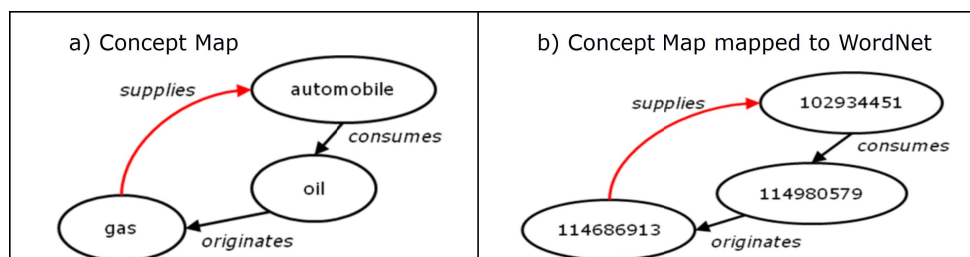 a) Concept Map
automobile
supplies
consumes
oil
gas
originates
b) Concept Map mapped to WordNet
102934451
supplies
consumes
114980579
114686913
originates